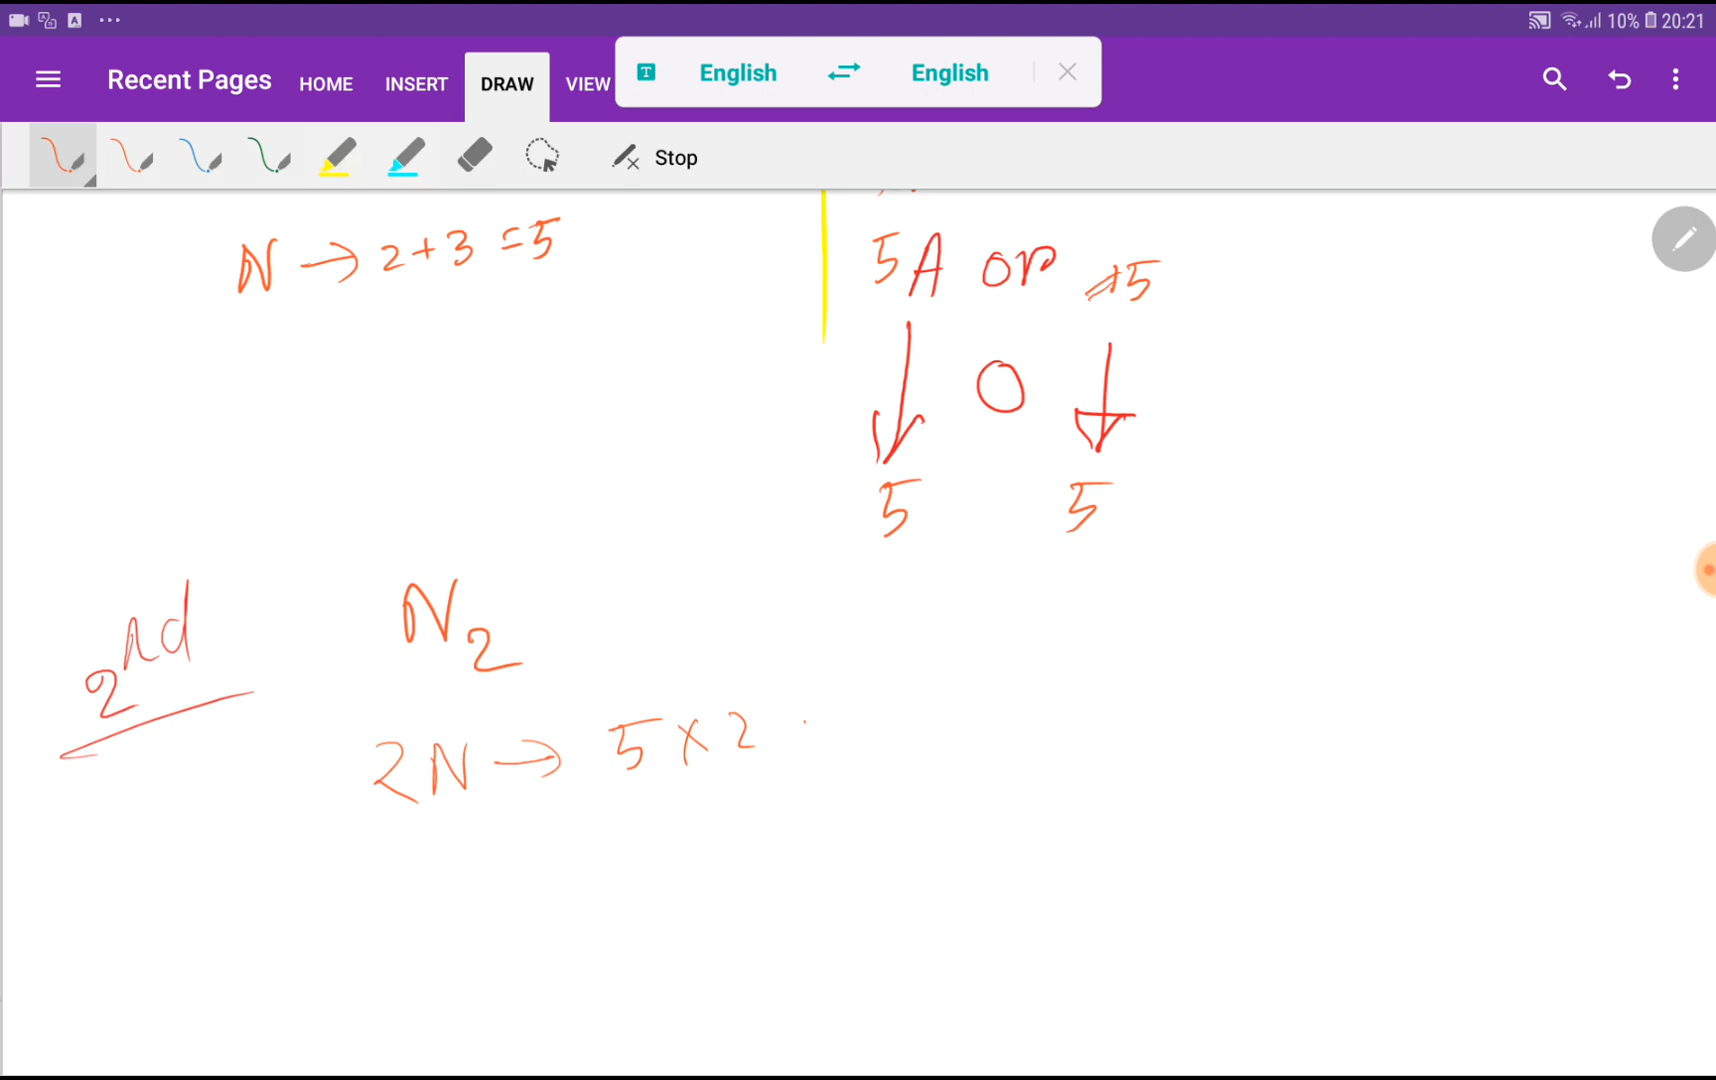 10% 20:21
Recent Pages HOME INSERT DRAW VIEW English English
Stop
N → 2+3 = 5
5A or #5
O
5 5
2nd
N2
2N → 5 × 2